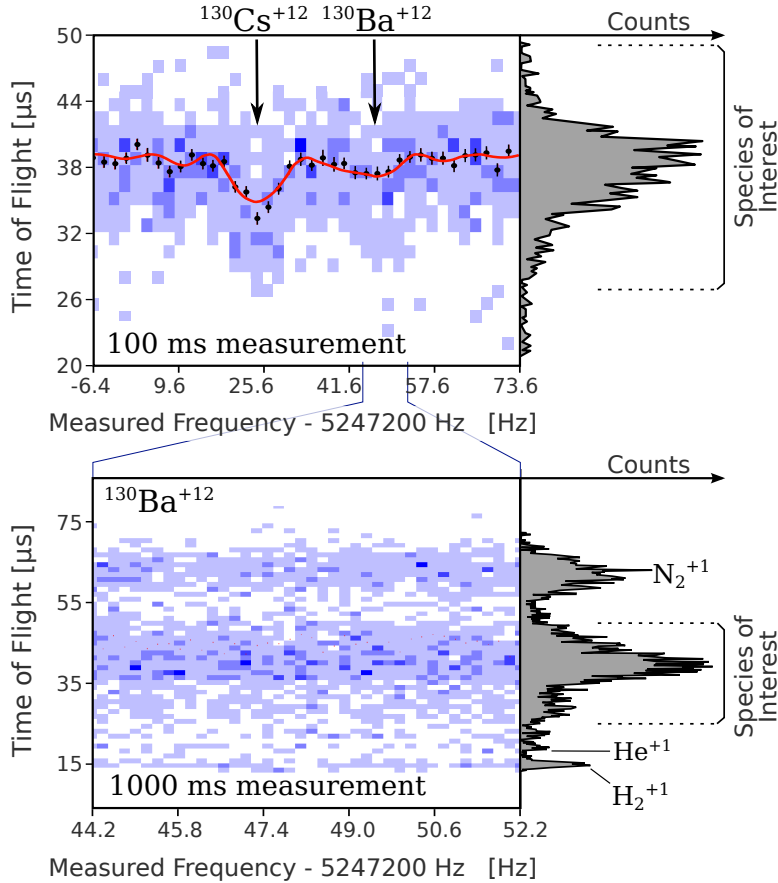 ¹³⁰Cs⁺¹² ¹³⁰Ba⁺¹²
Counts
Time of Flight [μs]
50
44
38
32
26
20
100 ms measurement
Species of
Interest
-6.4 9.6 25.6 41.6 57.6 73.6
Measured Frequency - 5247200 Hz [Hz]
Counts
¹³⁰Ba⁺¹²
Time of Flight [μs]
75
55
35
15
N₂⁺¹
Species of
Interest
He⁺¹
H₂⁺¹
1000 ms measurement
44.2 45.8 47.4 49.0 50.6 52.2
Measured Frequency - 5247200 Hz [Hz]